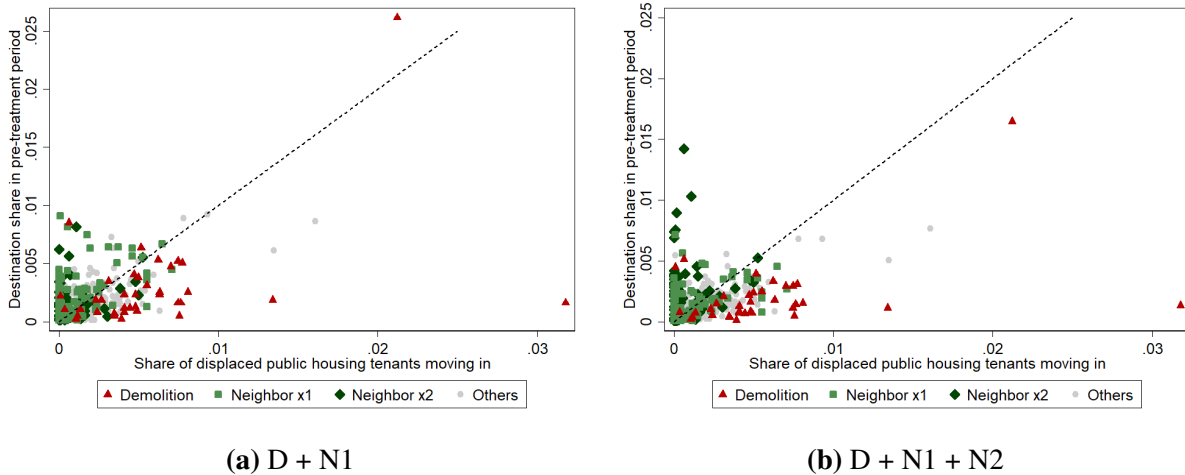 Destination share in pre-treatment period
.025
.02
.015
.01
.005
0
0
.01
.02
.03
Share of displaced public housing tenants moving in
Demolition
Neighbor x1
Neighbor x2
Others
(a) D + N1
Destination share in pre-treatment period
.025
.02
.015
.01
.005
0
0
.01
.02
.03
Share of displaced public housing tenants moving in
Demolition
Neighbor x1
Neighbor x2
Others
(b) D + N1 + N2